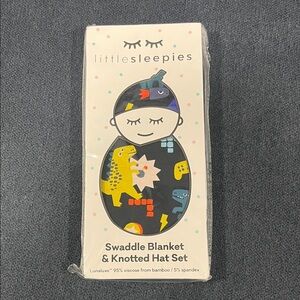 littlesleepies
Swaddle Blanket
& Knotted Hat Set
Lunaluxe™ 95% viscose from bamboo / 5% spandex